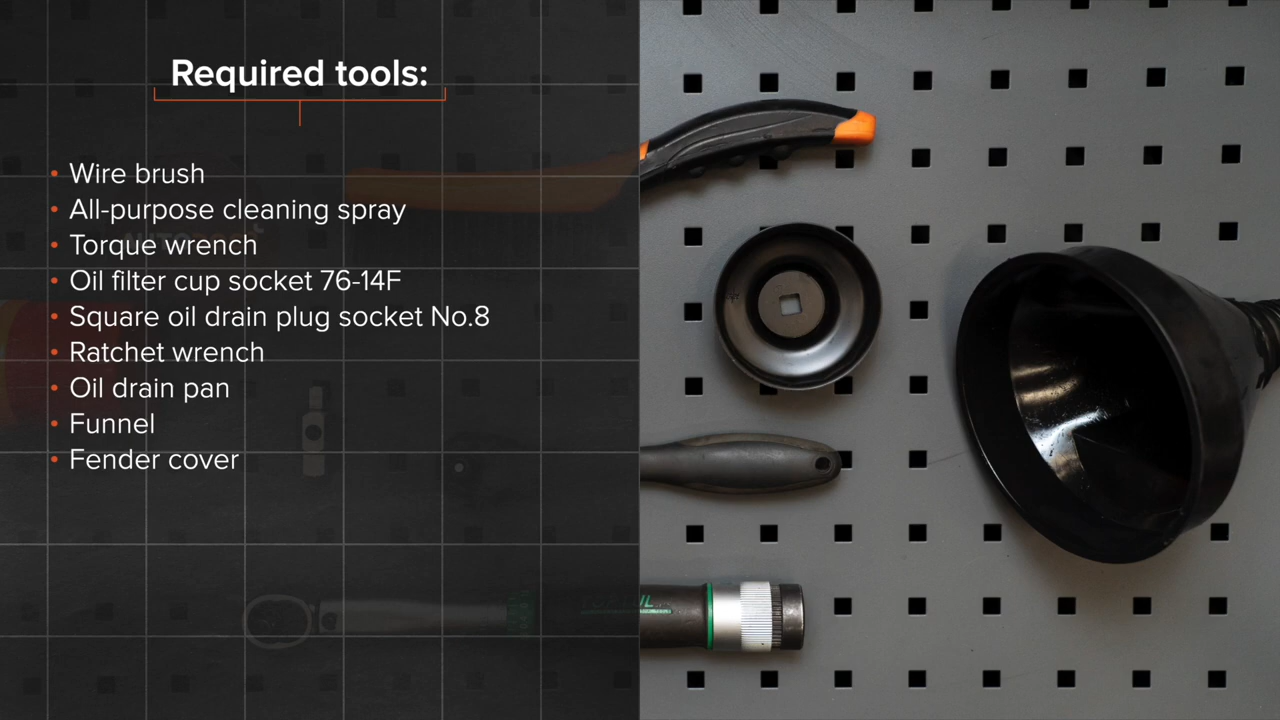 Required tools:
• Wire brush
• All-purpose cleaning spray
• Torque wrench
• Oil filter cup socket 76-14F
• Square oil drain plug socket No.8
• Ratchet wrench
• Oil drain pan
• Funnel
• Fender cover